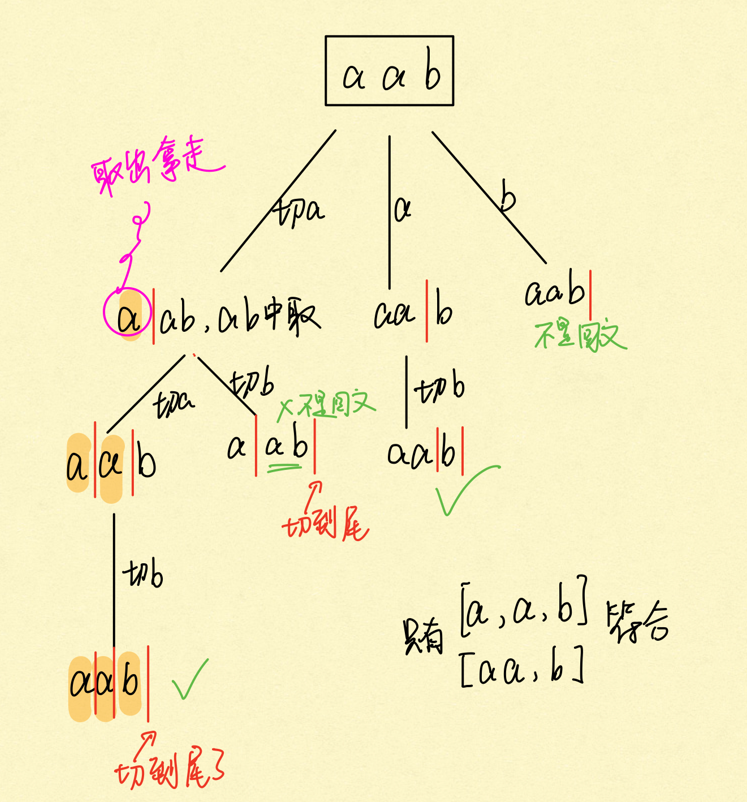 a a b
取出拿走
切a
a
b
a|ab，ab中取
aa|b
aab|
不是回文
切a
切b
切b
×不是回文
a|a|b
a|ab|
aa|b|
切到尾
切b
只有 [a,a,b] 符合
[aa,b]
a|a|b|
切到尾了